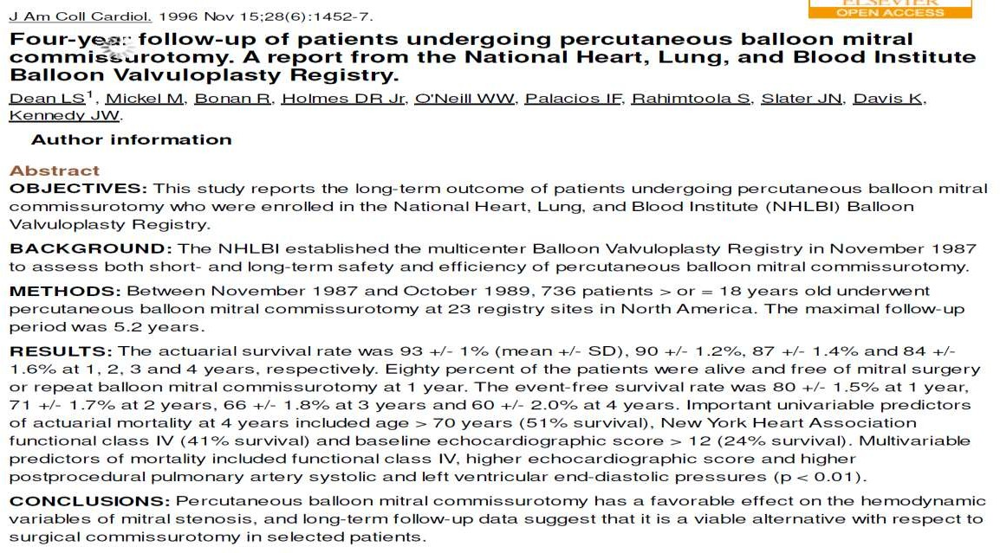 J Am Coll Cardiol. 1996 Nov 15;28(6):1452-7.
ELSEVIER
OPEN ACCESS
Four-year follow-up of patients undergoing percutaneous balloon mitral
commissurotomy. A report from the National Heart, Lung, and Blood Institute
Balloon Valvuloplasty Registry.
Dean LS1, Mickel M, Bonan R, Holmes DR Jr, O'Neill WW, Palacios IF, Rahimtoola S, Slater JN, Davis K,
Kennedy JW.
Author information
Abstract
OBJECTIVES: This study reports the long-term outcome of patients undergoing percutaneous balloon mitral
commissurotomy who were enrolled in the National Heart, Lung, and Blood Institute (NHLBI) Balloon
Valvuloplasty Registry.
BACKGROUND: The NHLBI established the multicenter Balloon Valvuloplasty Registry in November 1987
to assess both short- and long-term safety and efficiency of percutaneous balloon mitral commissurotomy.
METHODS: Between November 1987 and October 1989, 736 patients > or = 18 years old underwent
percutaneous balloon mitral commissurotomy at 23 registry sites in North America. The maximal follow-up
period was 5.2 years.
RESULTS: The actuarial survival rate was 93 +/- 1% (mean +/- SD), 90 +/- 1.2%, 87 +/- 1.4% and 84 +/-
1.6% at 1, 2, 3 and 4 years, respectively. Eighty percent of the patients were alive and free of mitral surgery
or repeat balloon mitral commissurotomy at 1 year. The event-free survival rate was 80 +/- 1.5% at 1 year,
71 +/- 1.7% at 2 years, 66 +/- 1.8% at 3 years and 60 +/- 2.0% at 4 years. Important univariable predictors
of actuarial mortality at 4 years included age > 70 years (51% survival), New York Heart Association
functional class IV (41% survival) and baseline echocardiographic score > 12 (24% survival). Multivariable
predictors of mortality included functional class IV, higher echocardiographic score and higher
postprocedural pulmonary artery systolic and left ventricular end-diastolic pressures (p < 0.01).
CONCLUSIONS: Percutaneous balloon mitral commissurotomy has a favorable effect on the hemodynamic
variables of mitral stenosis, and long-term follow-up data suggest that it is a viable alternative with respect to
surgical commissurotomy in selected patients.